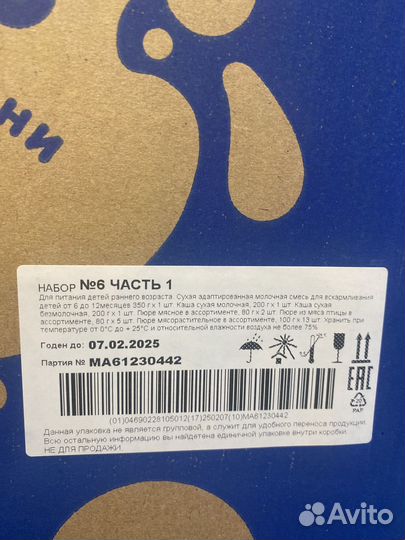 НИ
НАБОР №6 ЧАСТЬ 1
Для питания детей раннего возраста. Сухая адаптированная молочная смесь для вскармливания
детей от 6 до 12месяцев 350 г х 1 шт. Каша сухая молочная, 200 г х 1 шт. Каша сухая
безмолочная, 200 г х 1 шт. Пюре мясное в ассортименте, 80 г х 2 шт. Пюре из мяса птицы в
ассортименте, 80 г х 5 шт. Пюре мясорастительное в ассортименте, 100 г х 13 шт. Хранить при
температуре от 0°С до + 25°С и относительной влажности воздуха не более 75%
Годен до: 07.02.2025
Партия № MA61230442
EAC
PAP
(01)04690228105012(17)250207(10)MA61230442
Данная упаковка не является групповой, а служит для удобного переноса продукции.
Всю остальную информацию вы найдете на единичной упаковке внутри коробки.
НЕ ДЛЯ ПРОДАЖИ
Avito